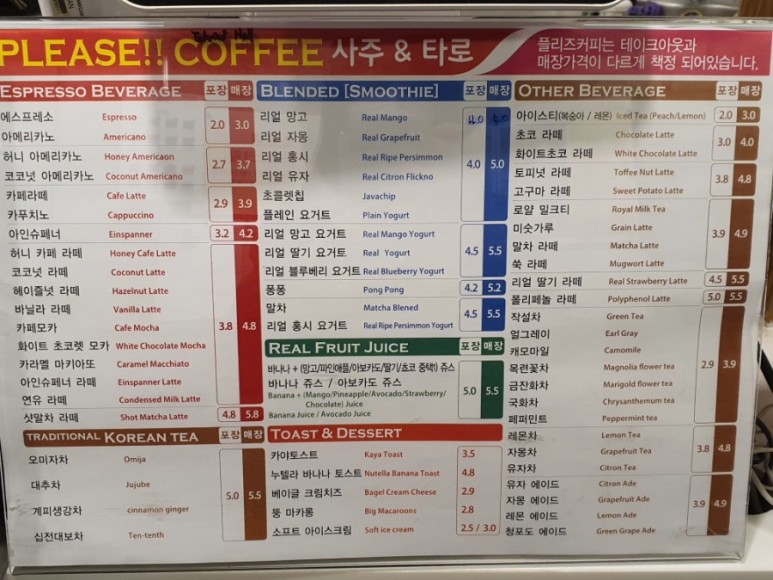 PLEASE!! COFFEE 사주 & 타로
플리즈커피는 테이크아웃과
매장가격이 다르게 책정 되어있습니다.
ESPRESSO BEVERAGE 포장 매장
에스프레소 Espresso
아메리카노 Americano
2.0 3.0
허니 아메리카노 Honey Americaon
코코넛 아메리카노 Coconut Americano
2.7 3.7
카페라떼 Cafe Latte
카푸치노 Cappuccino
2.9 3.9
아인슈페너 Einspanner 3.2 4.2
허니 카페 라떼 Honey Cafe Latte
코코넛 라떼 Coconut Latte
헤이즐넛 라떼 Hazelnut Latte
바닐라 라떼 Vanilla Latte
카페모카 Cafe Mocha
화이트 초코렛 모카 White Chocolate Mocha
카라멜 마키아또 Caramel Macchiato
아인슈페너 라떼 Einspanner Latte
연유 라떼 Condensed Milk Latte
3.8 4.8
샷말차 라떼 Shot Matcha Latte 4.8 5.8
TRADITIONAL KOREAN TEA 포장 매장
오미자차 Omija
대추차 Jujube
계피생강차 cinnamon ginger
십전대보차 Ten-tenth
5.0 5.5
BLENDED [SMOOTHIE] 포장 매장
리얼 망고 Real Mango
리얼 자몽 Real Grapefruit
리얼 홍시 Real Ripe Persimmon
리얼 유자 Real Citron Flickno
초콜렛칩 Javachip
플레인 요거트 Plain Yogurt
4.0 5.0
리얼 망고 요거트 Real Mango Yogurt
리얼 딸기 요거트 Real Yogurt
리얼 블루베리 요거트 Real Blueberry Yogurt
4.5 5.5
퐁퐁 Pong Pong 4.2 5.2
말차 Matcha Blened
리얼 홍시 요거트 Real Ripe Persimmon Yogurt
4.5 5.5
REAL FRUIT JUICE 포장 매장
바나나 + (망고/파인애플/아보카도/딸기/초코 중택1) 쥬스
바나나 쥬스 / 아보카도 쥬스
Banana + (Mango/Pineapple/Avocado/Strawberry/
Chocolate) Juice
Banana Juice / Avocado Juice
5.0 5.5
TOAST & DESSERT
카야토스트 Kaya Toast 3.5
누텔라 바나나 토스트 Nutella Banana Toast 4.8
베이글 크림치즈 Bagel Cream Cheese 2.9
뚱 마카롱 Big Macaroons 2.8
소프트 아이스크림 Soft ice cream 2.5 / 3.0
OTHER BEVERAGE 포장 매장
아이스티(복숭아 / 레몬) Iced Tea (Peach/Lemon) 2.0 3.0
초코 라떼 Chocolate Latte
화이트초코 라떼 White Chocolate Latte
3.0 4.0
토피넛 라떼 Toffee Nut Latte
고구마 라떼 Sweet Potato Latte
3.8 4.8
로얄 밀크티 Royal Milk Tea
미숫가루 Grain Latte
말차 라떼 Matcha Latte
쑥 라떼 Mugwort Latte
3.9 4.9
리얼 딸기 라떼 Real Strawberry Latte 4.5 5.5
폴리페놀 라떼 Polyphenol Latte 5.0 5.5
작설차 Green Tea
얼그레이 Earl Gray
캐모마일 Camomile
목련꽃차 Magnolia flower tea
금잔화차 Marigold flower tea
국화차 Chrysanthemum tea
페퍼민트 Peppermint tea
2.9 3.9
레몬차 Lemon Tea
자몽차 Grapefruit Tea
유자차 Citron Tea
3.8 4.8
유자 에이드 Citron Ade
자몽 에이드 Grapefruit Ade
레몬 에이드 Lemon Ade
청포도 에이드 Green Grape Ade
3.9 4.9